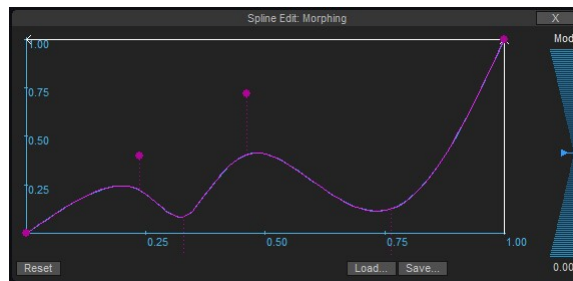 Spline Edit: Morphing X
1.00 Mod
0.75
0.50
0.25
0.25 0.50 0.75 1.00
Reset Load... Save... 0.00